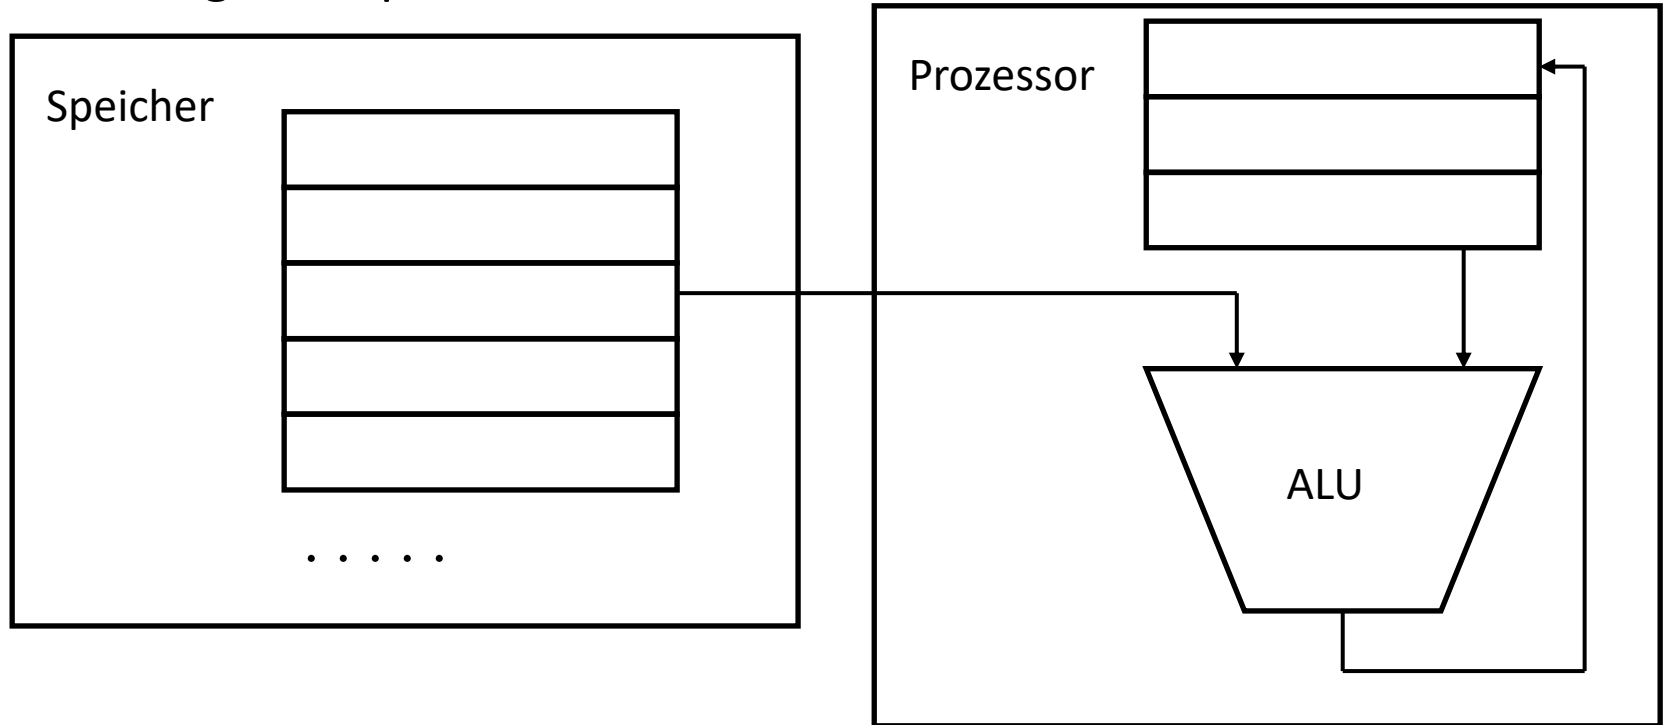 Speicher
Prozessor
ALU
. . . . .